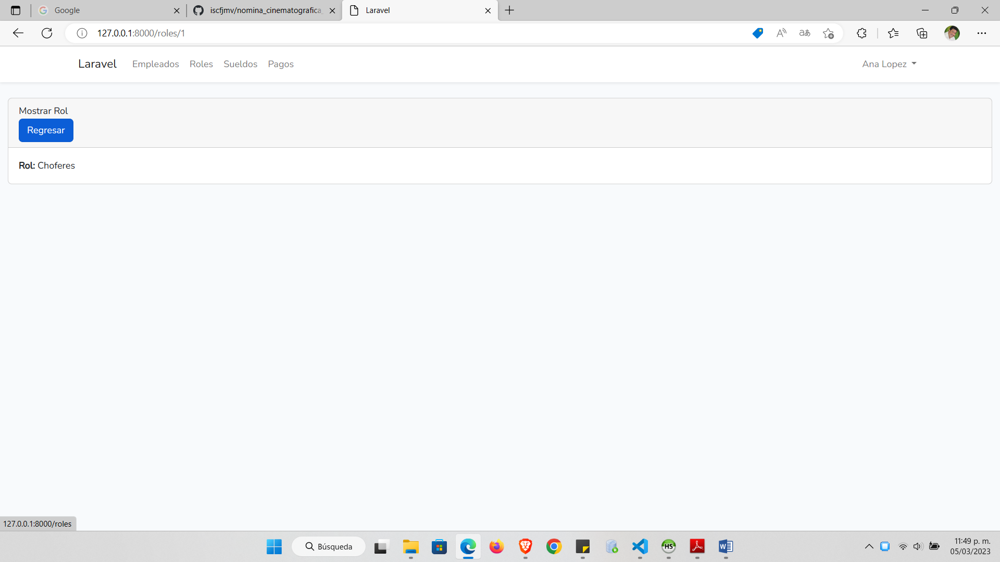 Google
iscfjmv/nomina_cinematografica_
Laravel
127.0.0.1:8000/roles/1
Laravel
Empleados
Roles
Sueldos
Pagos
Ana Lopez
Mostrar Rol
Regresar
Rol: Choferes
127.0.0.1:8000/roles
Búsqueda
HS
11:49 p. m.
05/03/2023